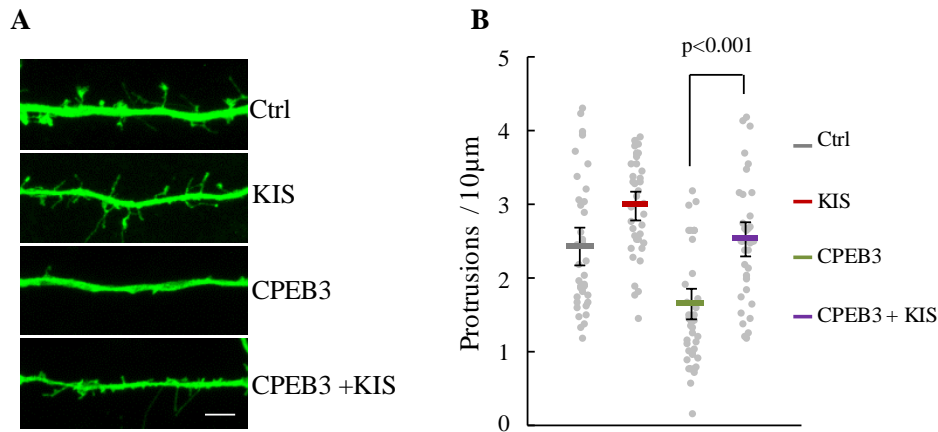 A
Ctrl
KIS
CPEB3
CPEB3 +KIS
B
p<0.001
Protrusions / 10μm
5
4
3
2
1
0
Ctrl
KIS
CPEB3
CPEB3 + KIS